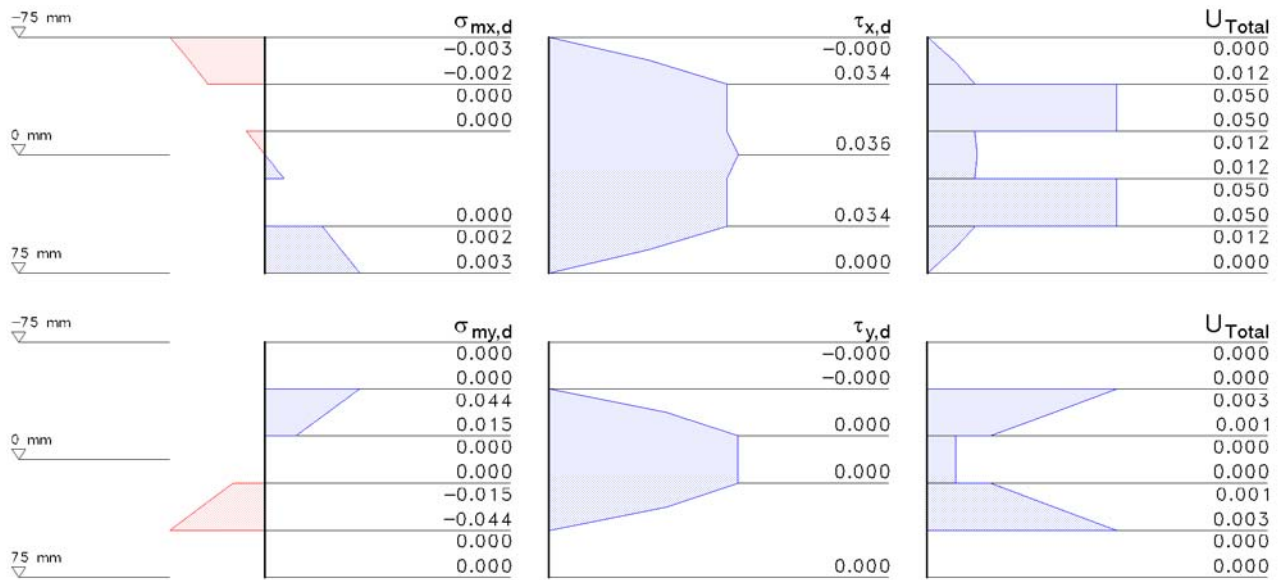 −75 mm σmx,d τx,d UTotal
−0.003 −0.000 0.000
−0.002 0.034 0.012
0.000 0.050
0.000 0.050
0 mm 0.036 0.012
0.012
0.050
0.000 0.034 0.050
0.002 0.012
75 mm 0.003 0.000 0.000
−75 mm σmy,d τy,d UTotal
0.000 −0.000 0.000
0.000 −0.000 0.000
0.044 0.003
0.015 0.000 0.001
0 mm 0.000 0.000
0.000 0.000 0.000
−0.015 0.001
−0.044 0.003
0.000 0.000
75 mm 0.000 0.000 0.000